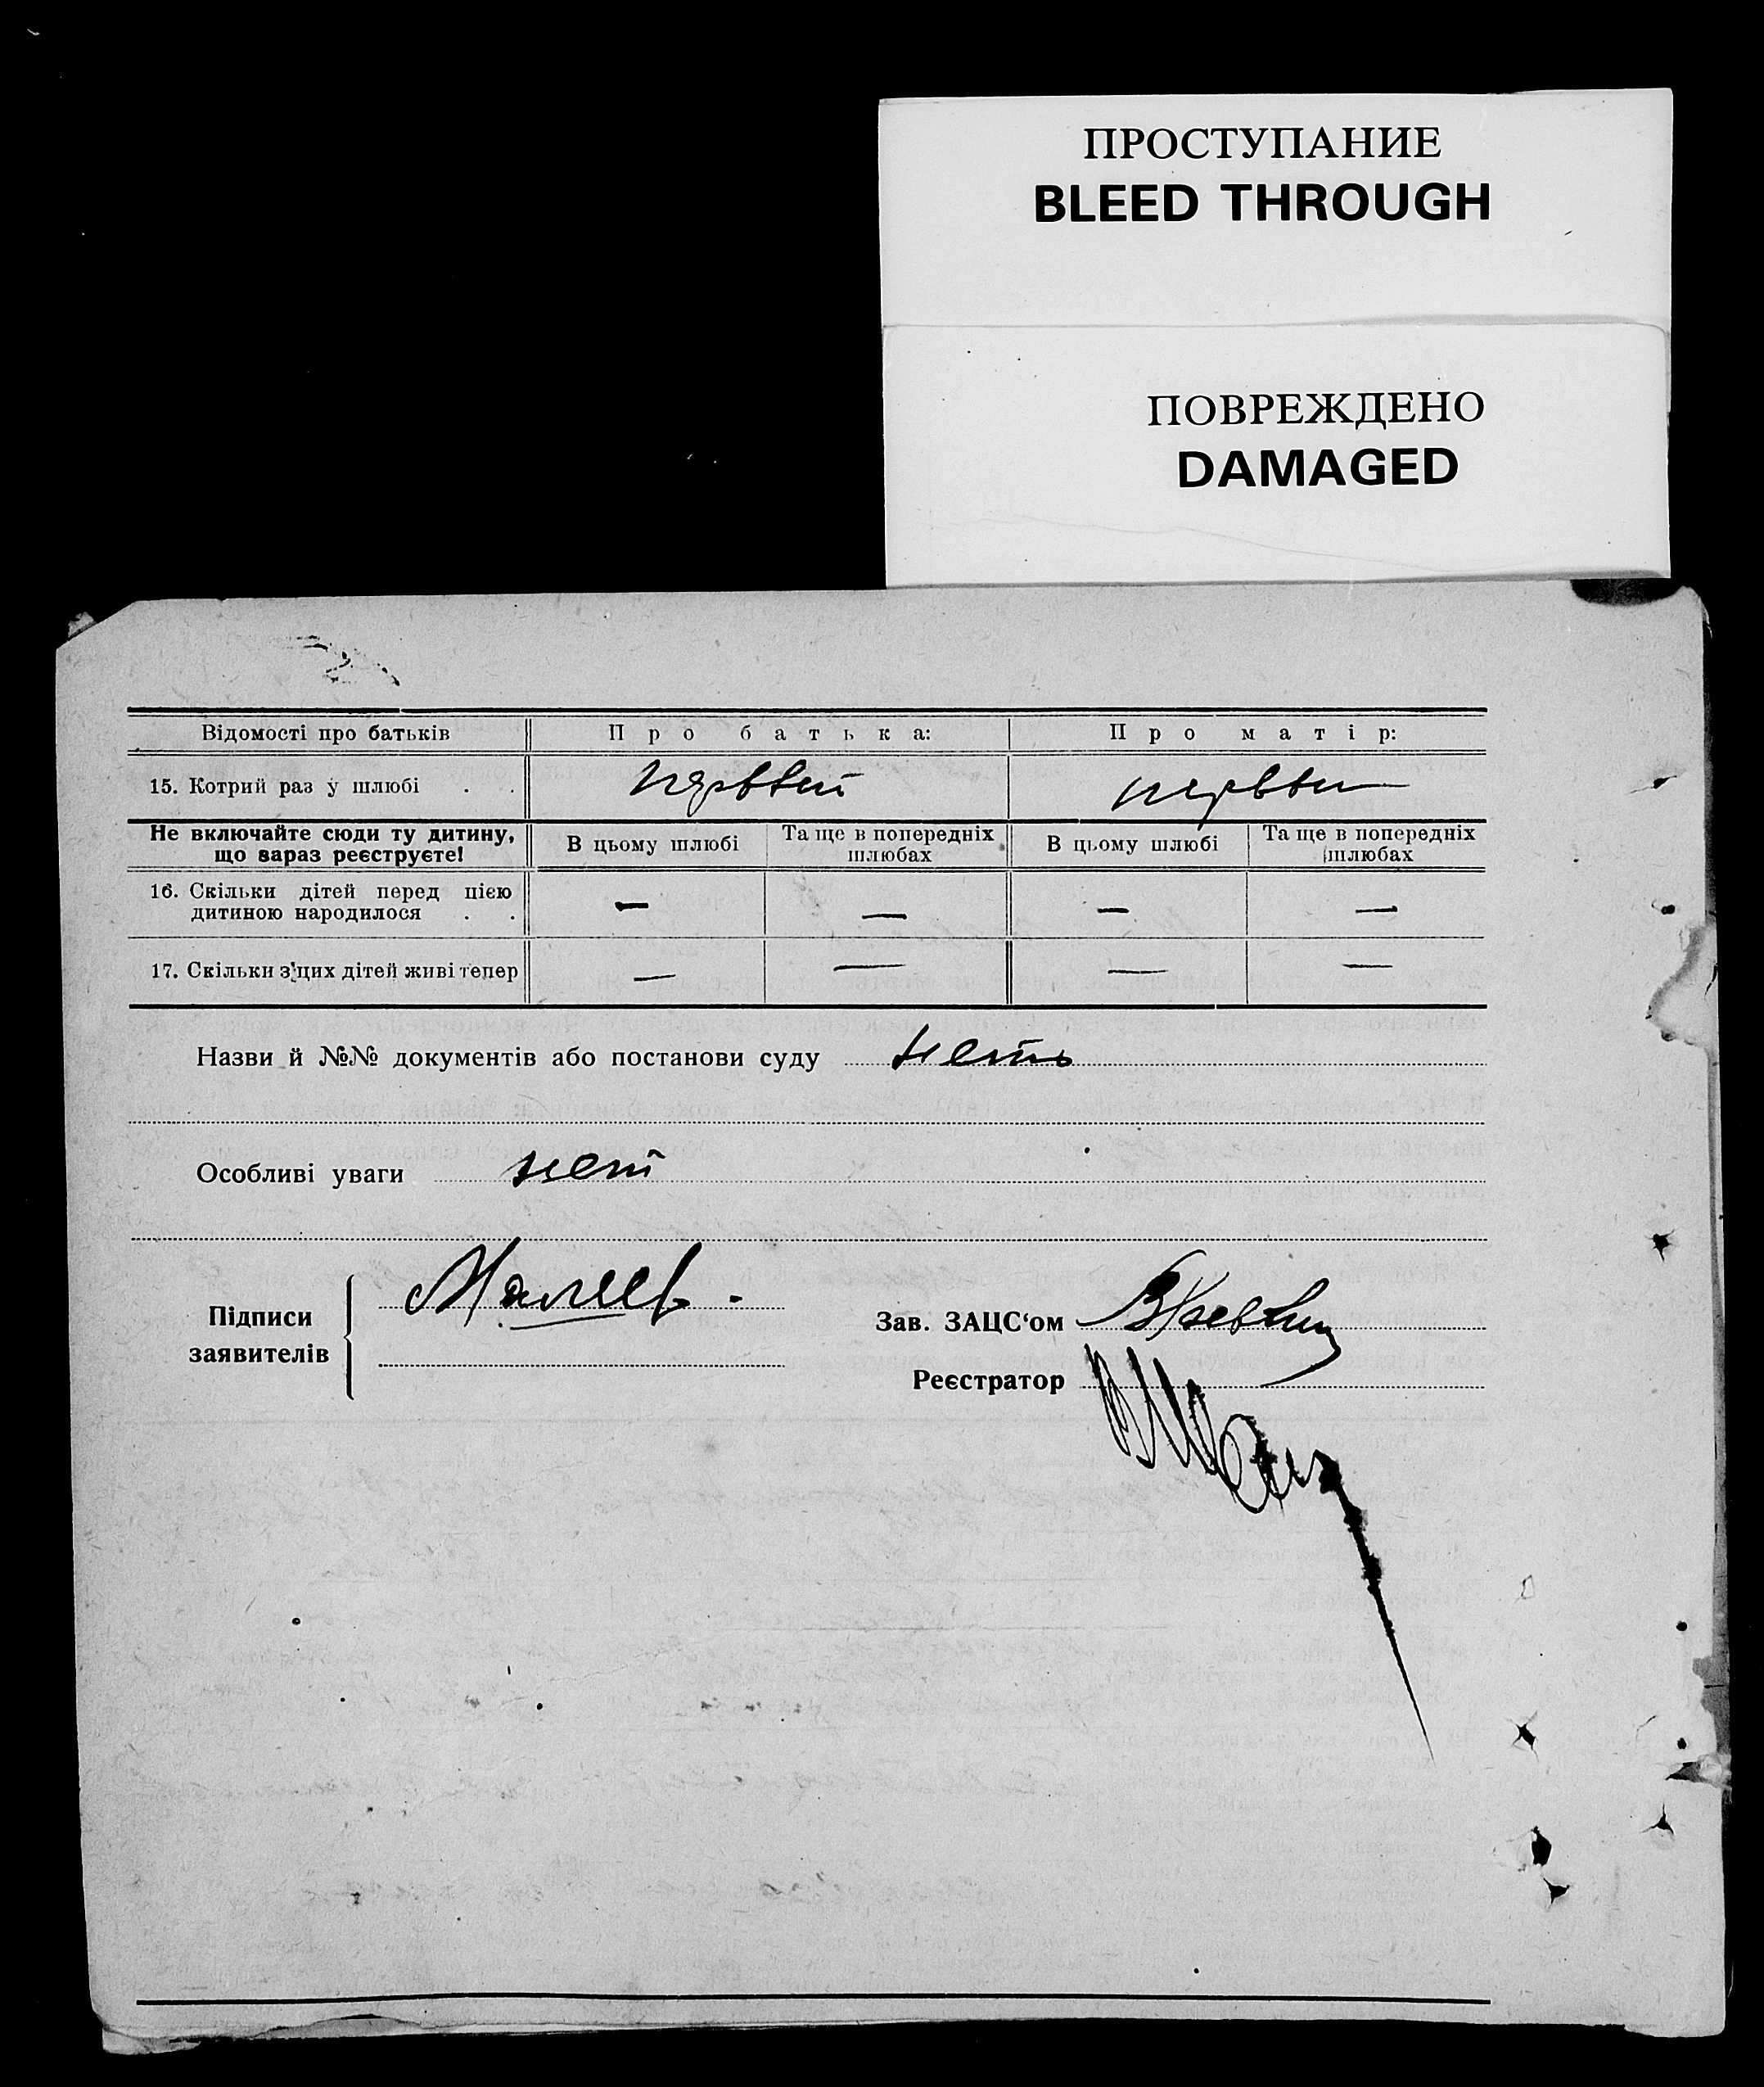 ПРОСТУПАНИЕ
BLEED THROUGH
ПОВРЕЖДЕНО
DAMAGED
Відомості про батьків Про батька: Про матір:
15. Котрий раз у шлюбі . . первый первый
Не включайте сюди ту дитину, що зараз реєструєте! В цьому шлюбі Та ще в попередніх шлюбах В цьому шлюбі Та ще в попередніх шлюбах
16. Скільки дітей перед цією дитиною народилося . . — — — —
17. Скільки з'цих дітей живі тепер — — — —
Назви й №№ документів або постанови суду нет
Особливі уваги нет
Підписи заявителів
Зав. ЗАЦС‘ом
Реєстратор